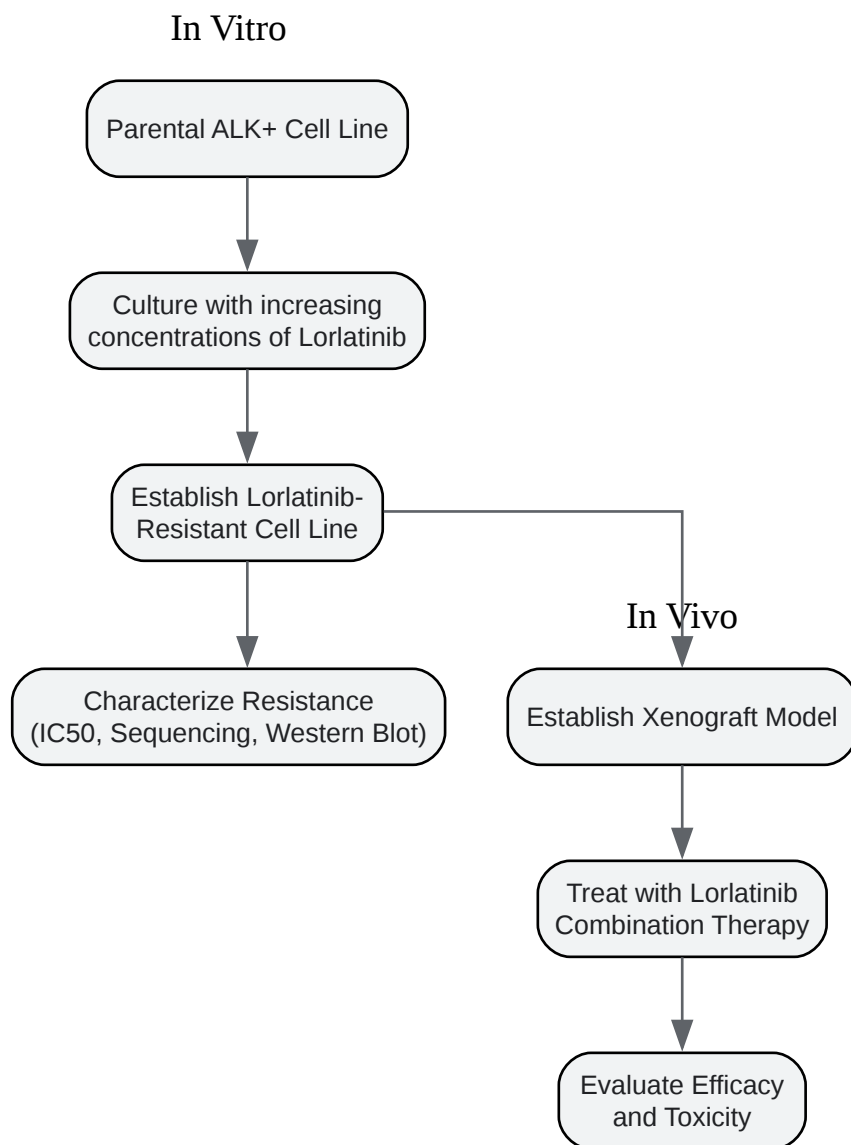 In Vitro
Parental ALK+ Cell Line
Culture with increasing
concentrations of Lorlatinib
Establish Lorlatinib-
Resistant Cell Line
Characterize Resistance
(IC50, Sequencing, Western Blot)
In Vivo
Establish Xenograft Model
Treat with Lorlatinib
Combination Therapy
Evaluate Efficacy
and Toxicity